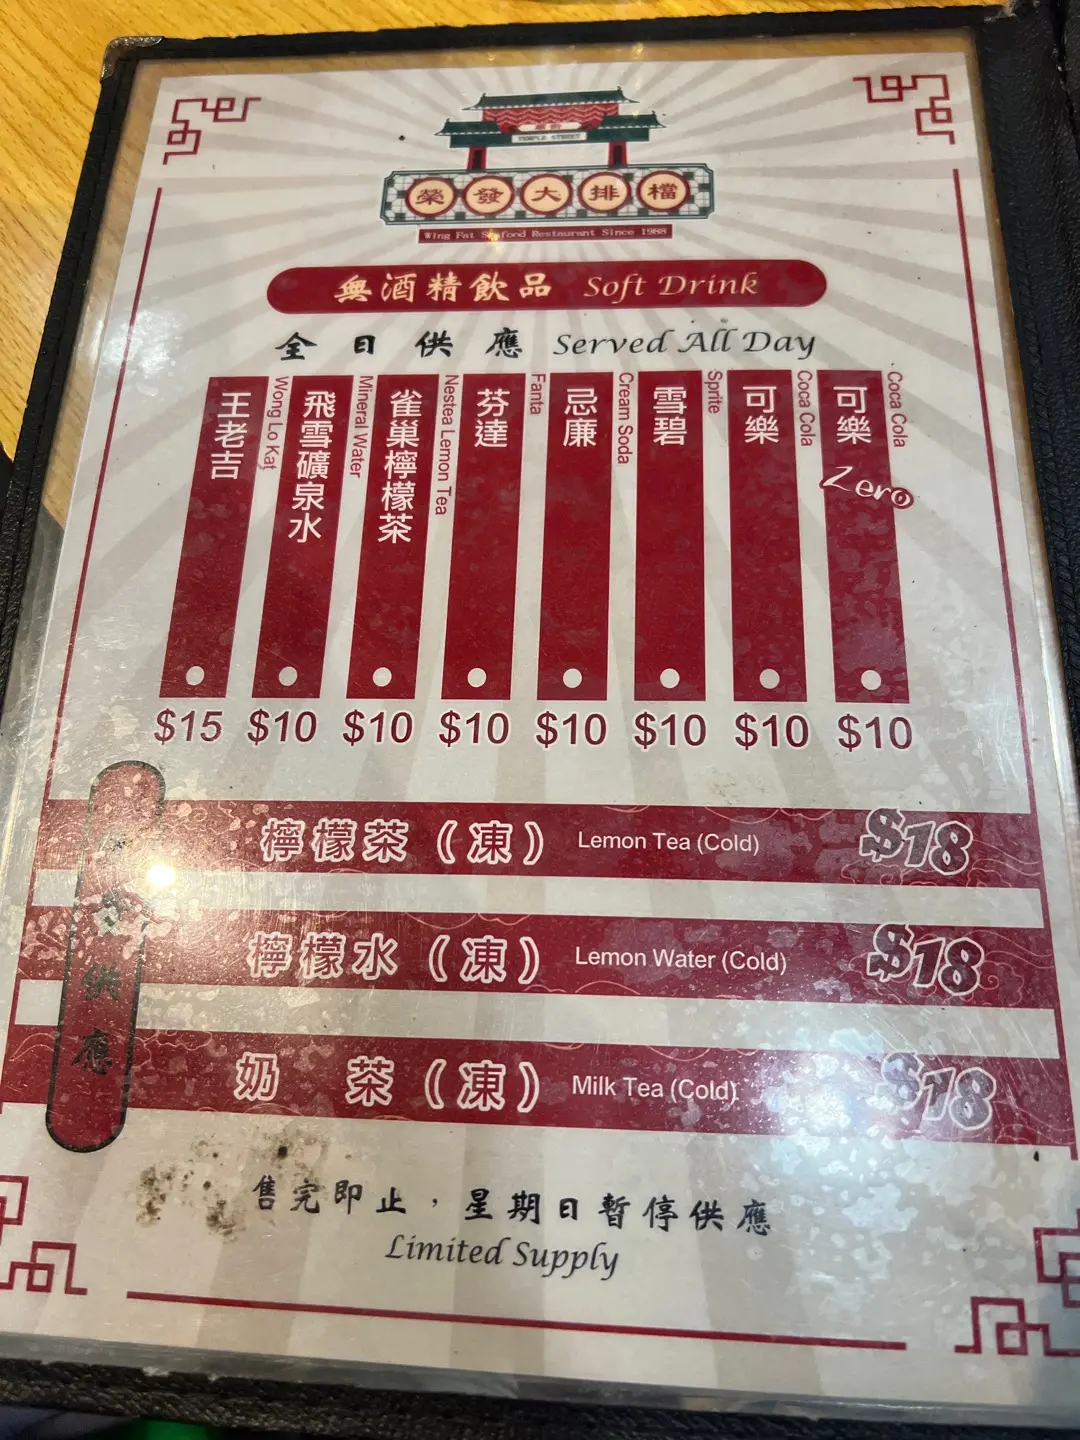 廟街
TEMPLE STREET
榮發大排檔
Wing Fat Seafood Restaurant Since 1988
無酒精飲品 Soft Drink
全日供應 Served All Day
王老吉
Wong Lo Kat
飛雪礦泉水
Mineral Water
雀巢檸檬茶
Nestea Lemon Tea
芬達
Fanta
忌廉
Cream Soda
雪碧
Sprite
可樂
Coca Cola
可樂 Zero
Coca Cola
$15 $10 $10 $10 $10 $10 $10 $10
供應
檸檬茶（凍） Lemon Tea (Cold) $18
檸檬水（凍） Lemon Water (Cold) $18
奶茶（凍） Milk Tea (Cold) $18
售完即止，星期日暫停供應
Limited Supply